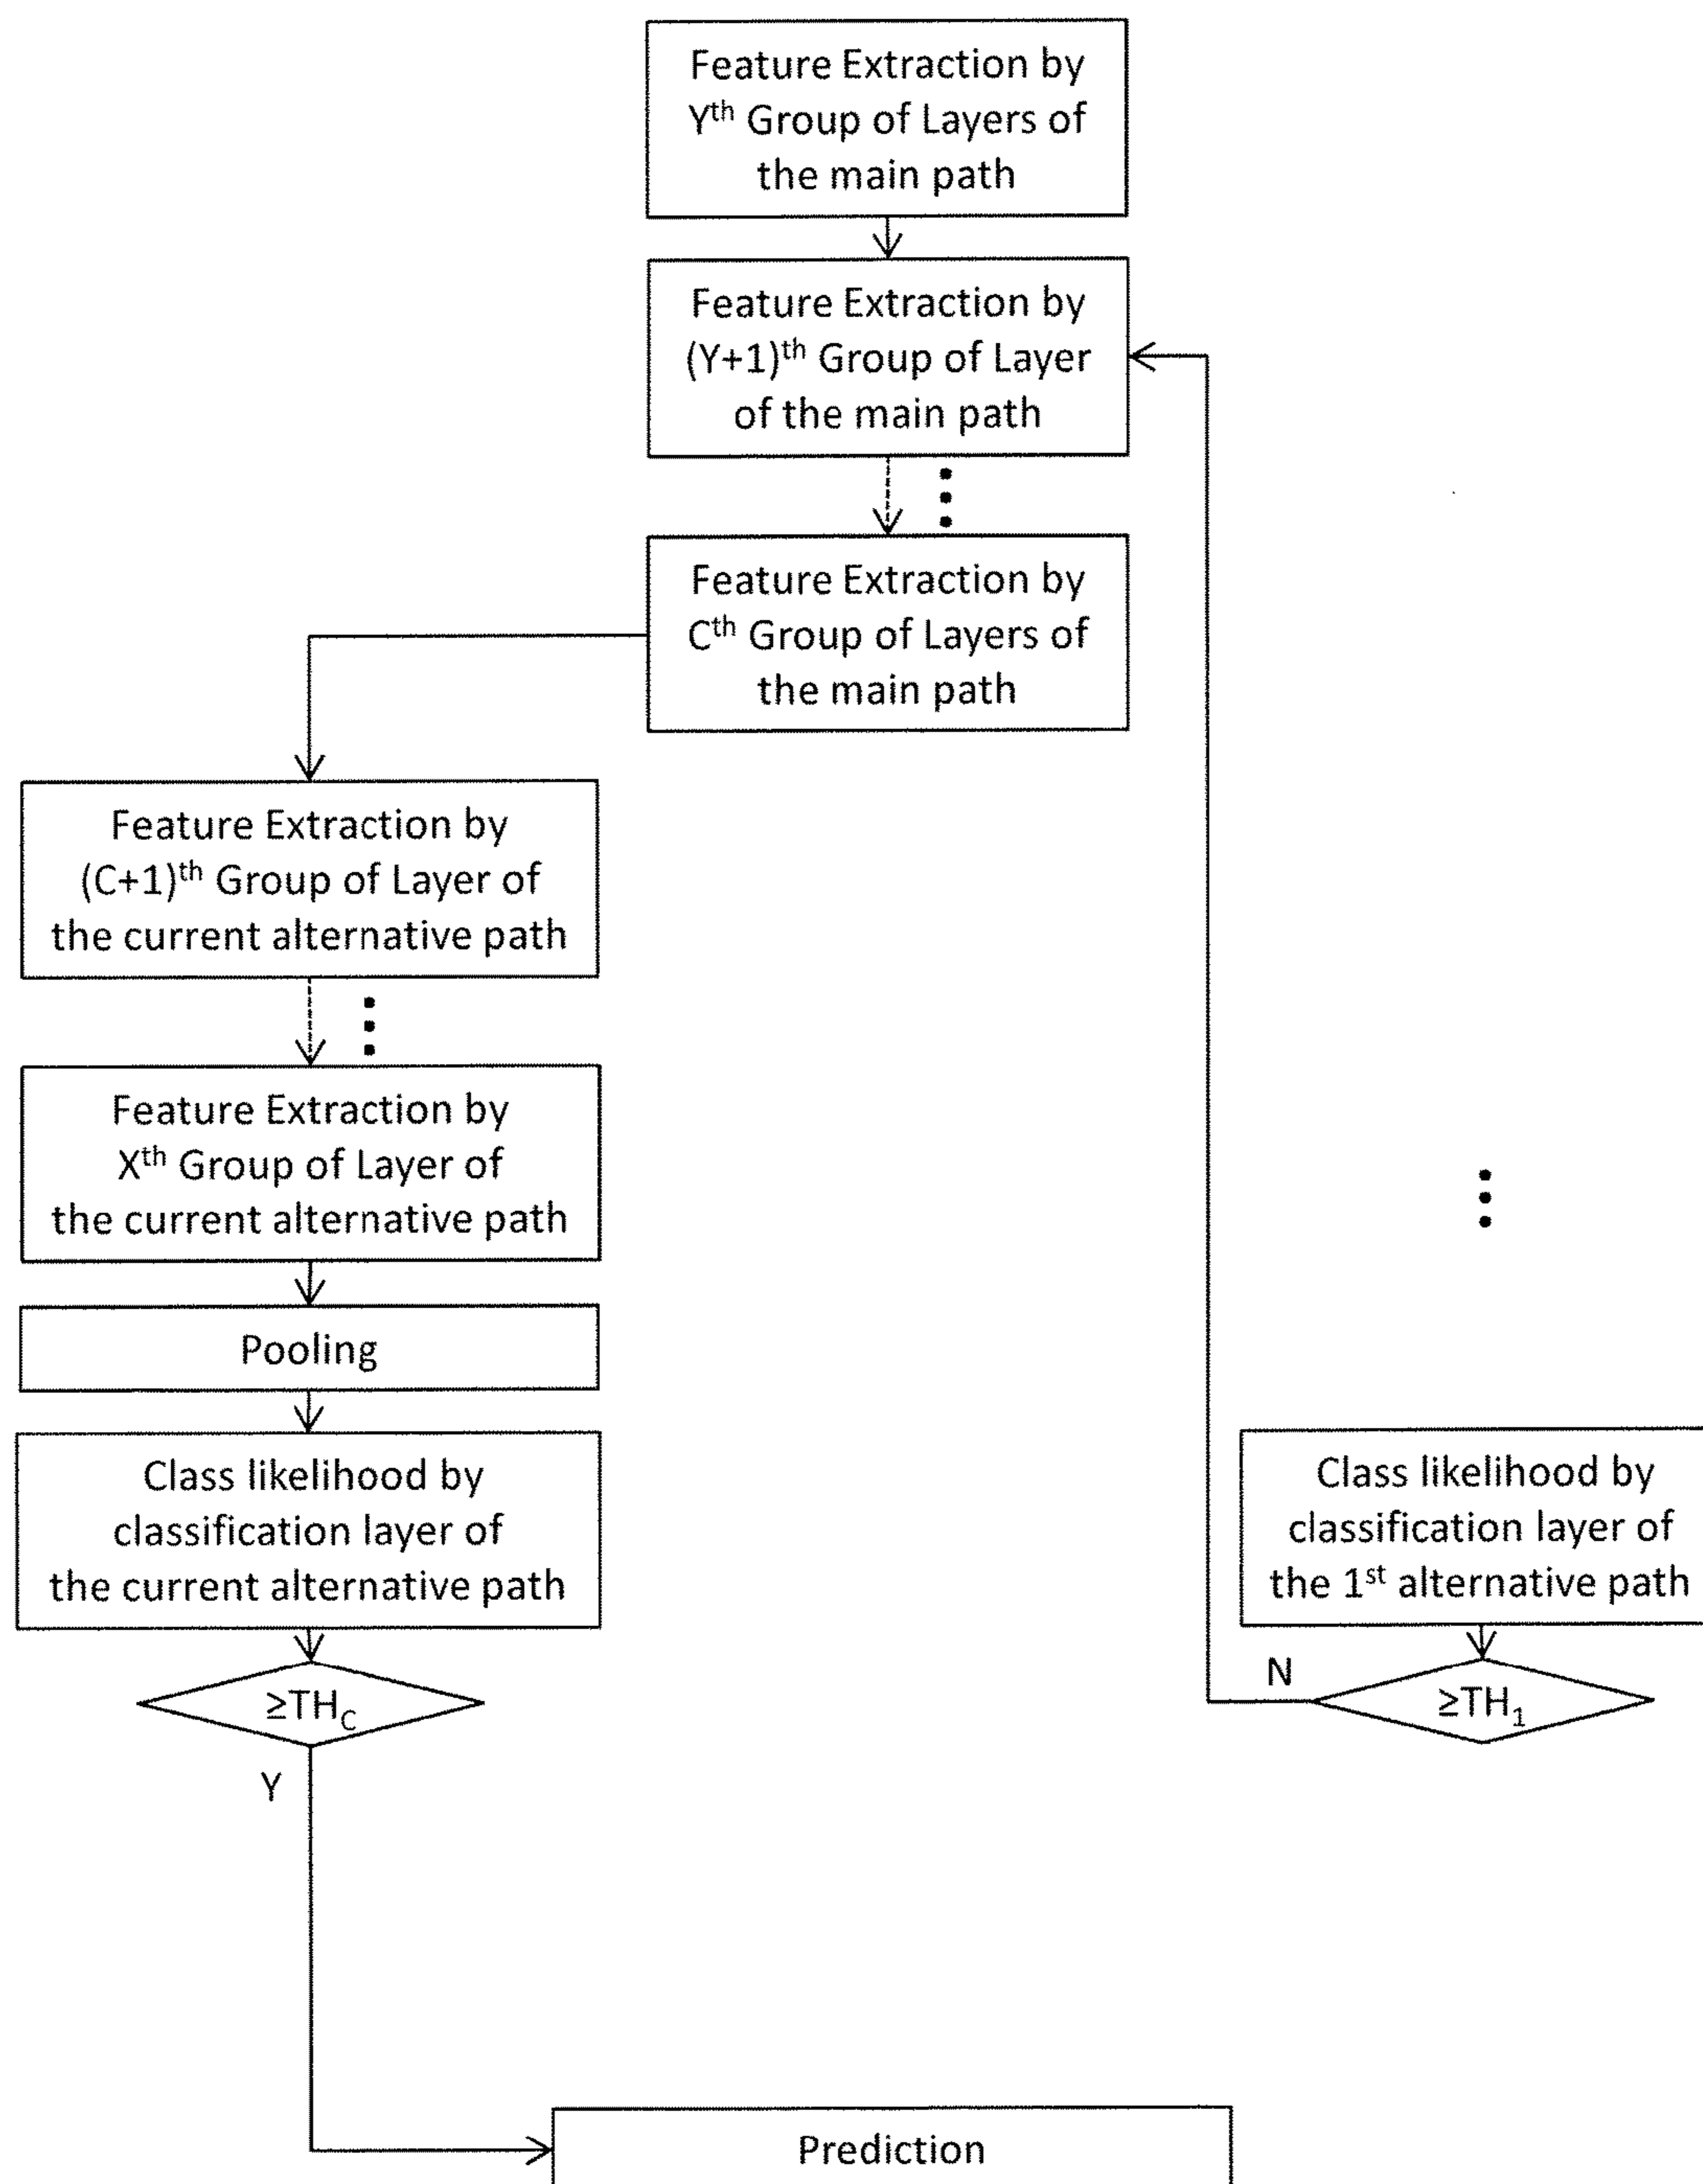 Feature Extraction by
Yth Group of Layers of
the main path
Feature Extraction by
(Y+1)th Group of Layer
of the main path
Feature Extraction by
Cth Group of Layers of
the main path
Feature Extraction by
(C+1)th Group of Layer of
the current alternative path
Feature Extraction by
Xth Group of Layer of
the current alternative path
Pooling
Class likelihood by
classification layer of
the current alternative path
≥THC
Y
Class likelihood by
classification layer of
the 1st alternative path
N
≥TH1
Prediction